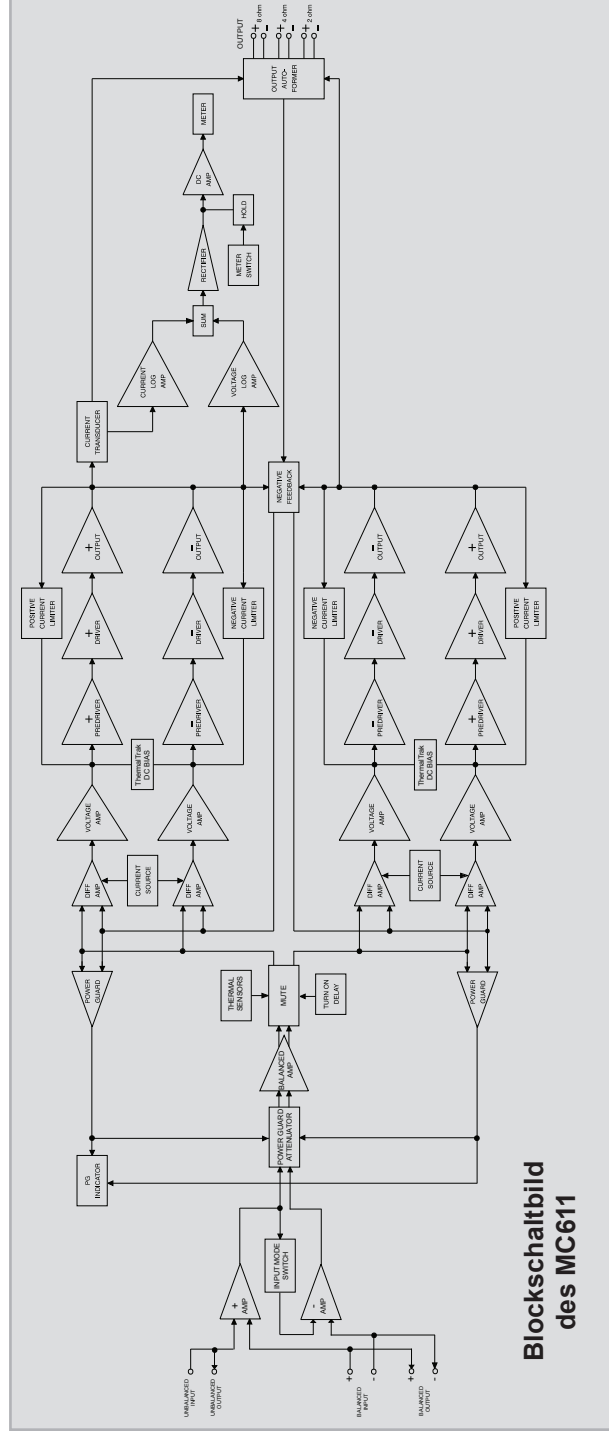 UNBALANCED
INPUT
UNBALANCED
OUTPUT
+
BALANCED
INPUT
-
+
BALANCED
OUTPUT
-
+
AMP
INPUT MODE
SWITCH
-
AMP
PG
INDICATOR
POWER GUARD
ATTENUATOR
BALANCED
AMP
POWER
GUARD
THERMAL
SENSORS
MUTE
TURN ON
DELAY
POWER
GUARD
DIFF
AMP
CURRENT
SOURCE
DIFF
AMP
VOLTAGE
AMP
VOLTAGE
AMP
ThermalTrak
DC BIAS
POSITIVE
CURRENT
LIMITER
+
PREDRIVER
+
DRIVER
+
OUTPUT
-
PREDRIVER
-
DRIVER
-
OUTPUT
NEGATIVE
CURRENT
LIMITER
DIFF
AMP
CURRENT
SOURCE
DIFF
AMP
VOLTAGE
AMP
VOLTAGE
AMP
ThermalTrak
DC BIAS
NEGATIVE
CURRENT
LIMITER
-
PREDRIVER
-
DRIVER
-
OUTPUT
+
PREDRIVER
+
DRIVER
+
OUTPUT
POSITIVE
CURRENT
LIMITER
NEGATIVE
FEEDBACK
CURRENT
TRANSDUCER
CURRENT
LOG
AMP
VOLTAGE
LOG
AMP
SUM
RECTIFIER
METER
SWITCH
HOLD
DC
AMP
METER
OUTPUT
AUTO-
FORMER
OUTPUT
+ 8 ohm
-
+ 4 ohm
-
+ 2 ohm
-
Blockschaltbild
des MC611